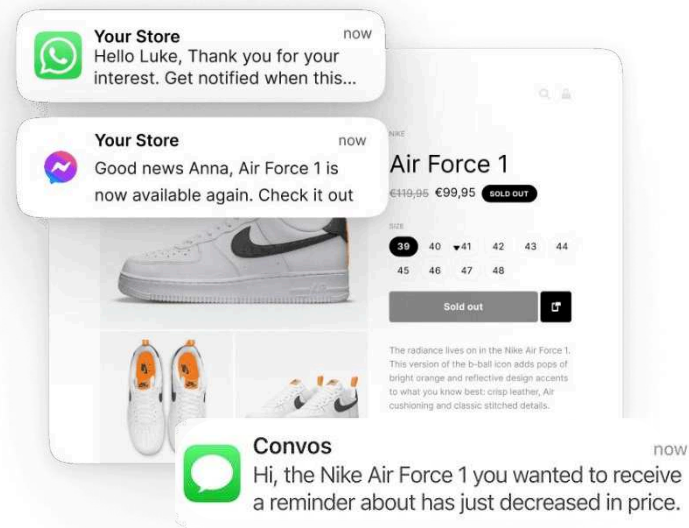 Your Store
now
Hello Luke, Thank you for your
interest. Get notified when this...
Your Store
now
Good news Anna, Air Force 1 is
now available again. Check it out
NIKE
Air Force 1
€119,95 €99,95 SOLD OUT
SIZE
39 40 41 42 43 44
45 46 47 48
Sold out
The radiance lives on in the Nike Air Force 1.
This version of the b-ball icon adds pops of
bright orange and reflective design accents
to what you know best: crisp leather, Air
cushioning and classic stitched details.
Convos
now
Hi, the Nike Air Force 1 you wanted to receive
a reminder about has just decreased in price.